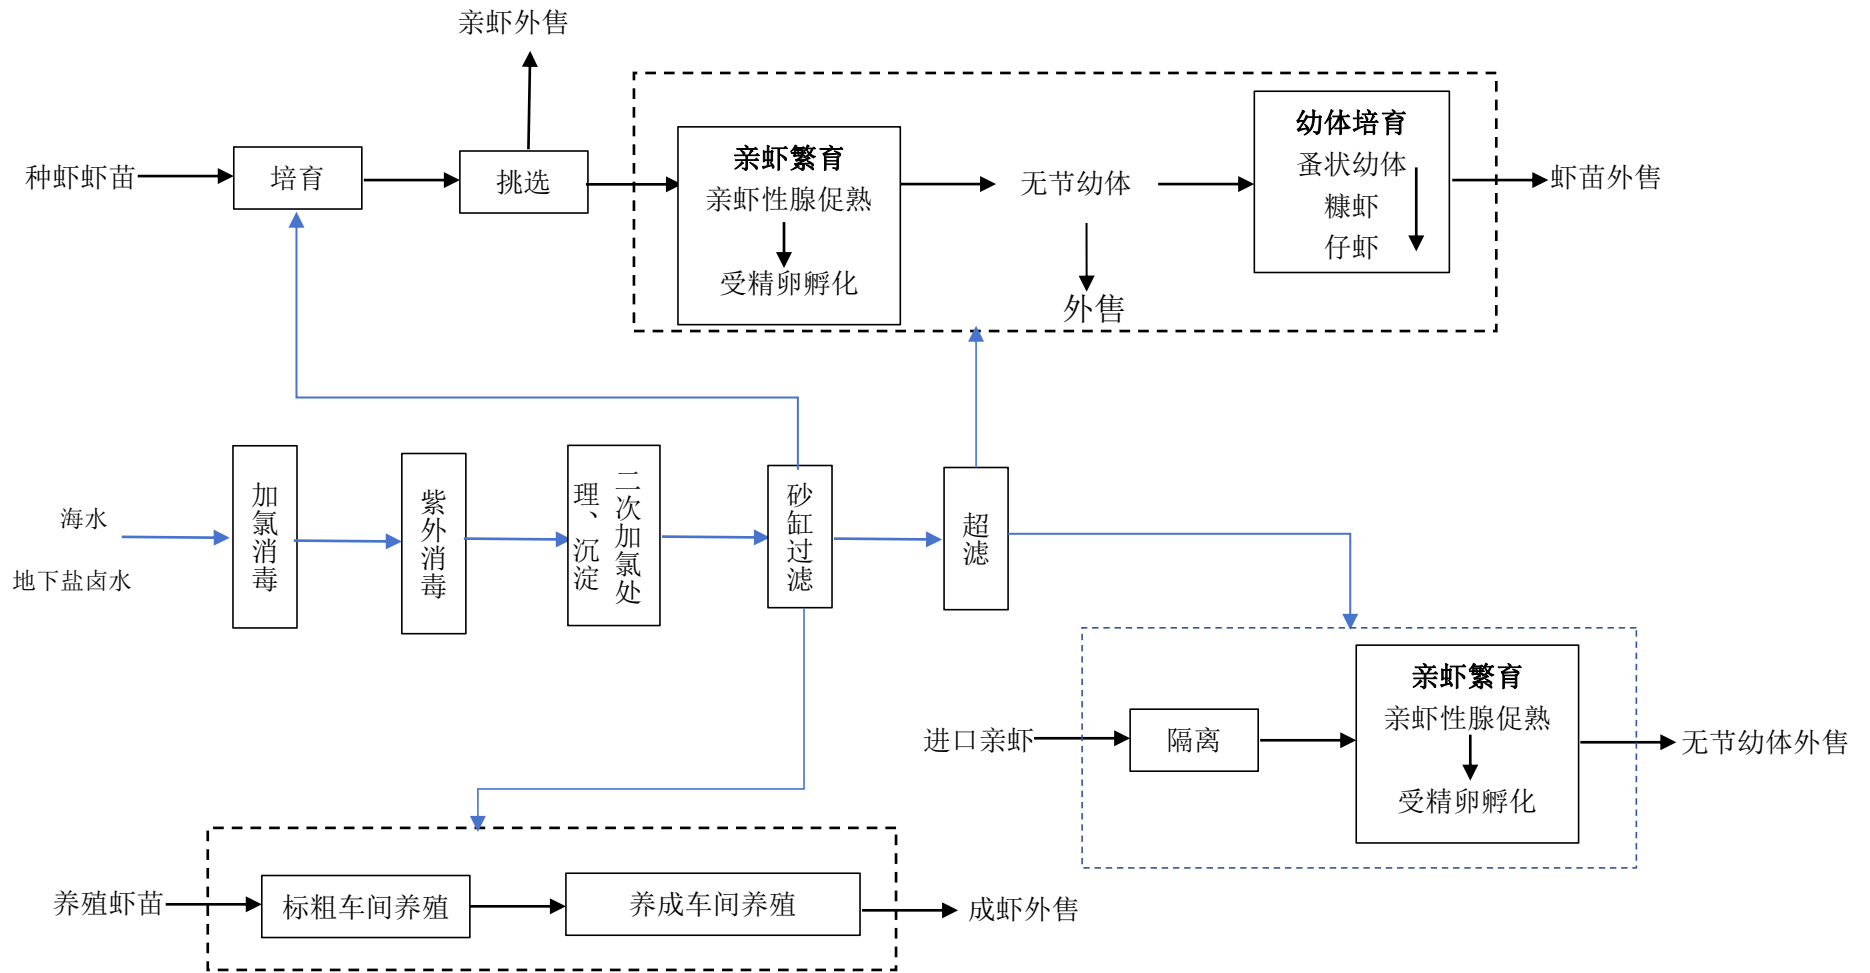 亲虾外售
种虾虾苗
培育
挑选
亲虾繁育
亲虾性腺促熟
受精卵孵化
无节幼体
外售
幼体培育
蚤状幼体
糠虾
仔虾
虾苗外售
海水
地下盐卤水
加氯消毒
紫外消毒
二次加氯处
理、沉淀
砂缸过滤
超滤
进口亲虾
隔离
亲虾繁育
亲虾性腺促熟
受精卵孵化
无节幼体外售
养殖虾苗
标粗车间养殖
养成车间养殖
成虾外售